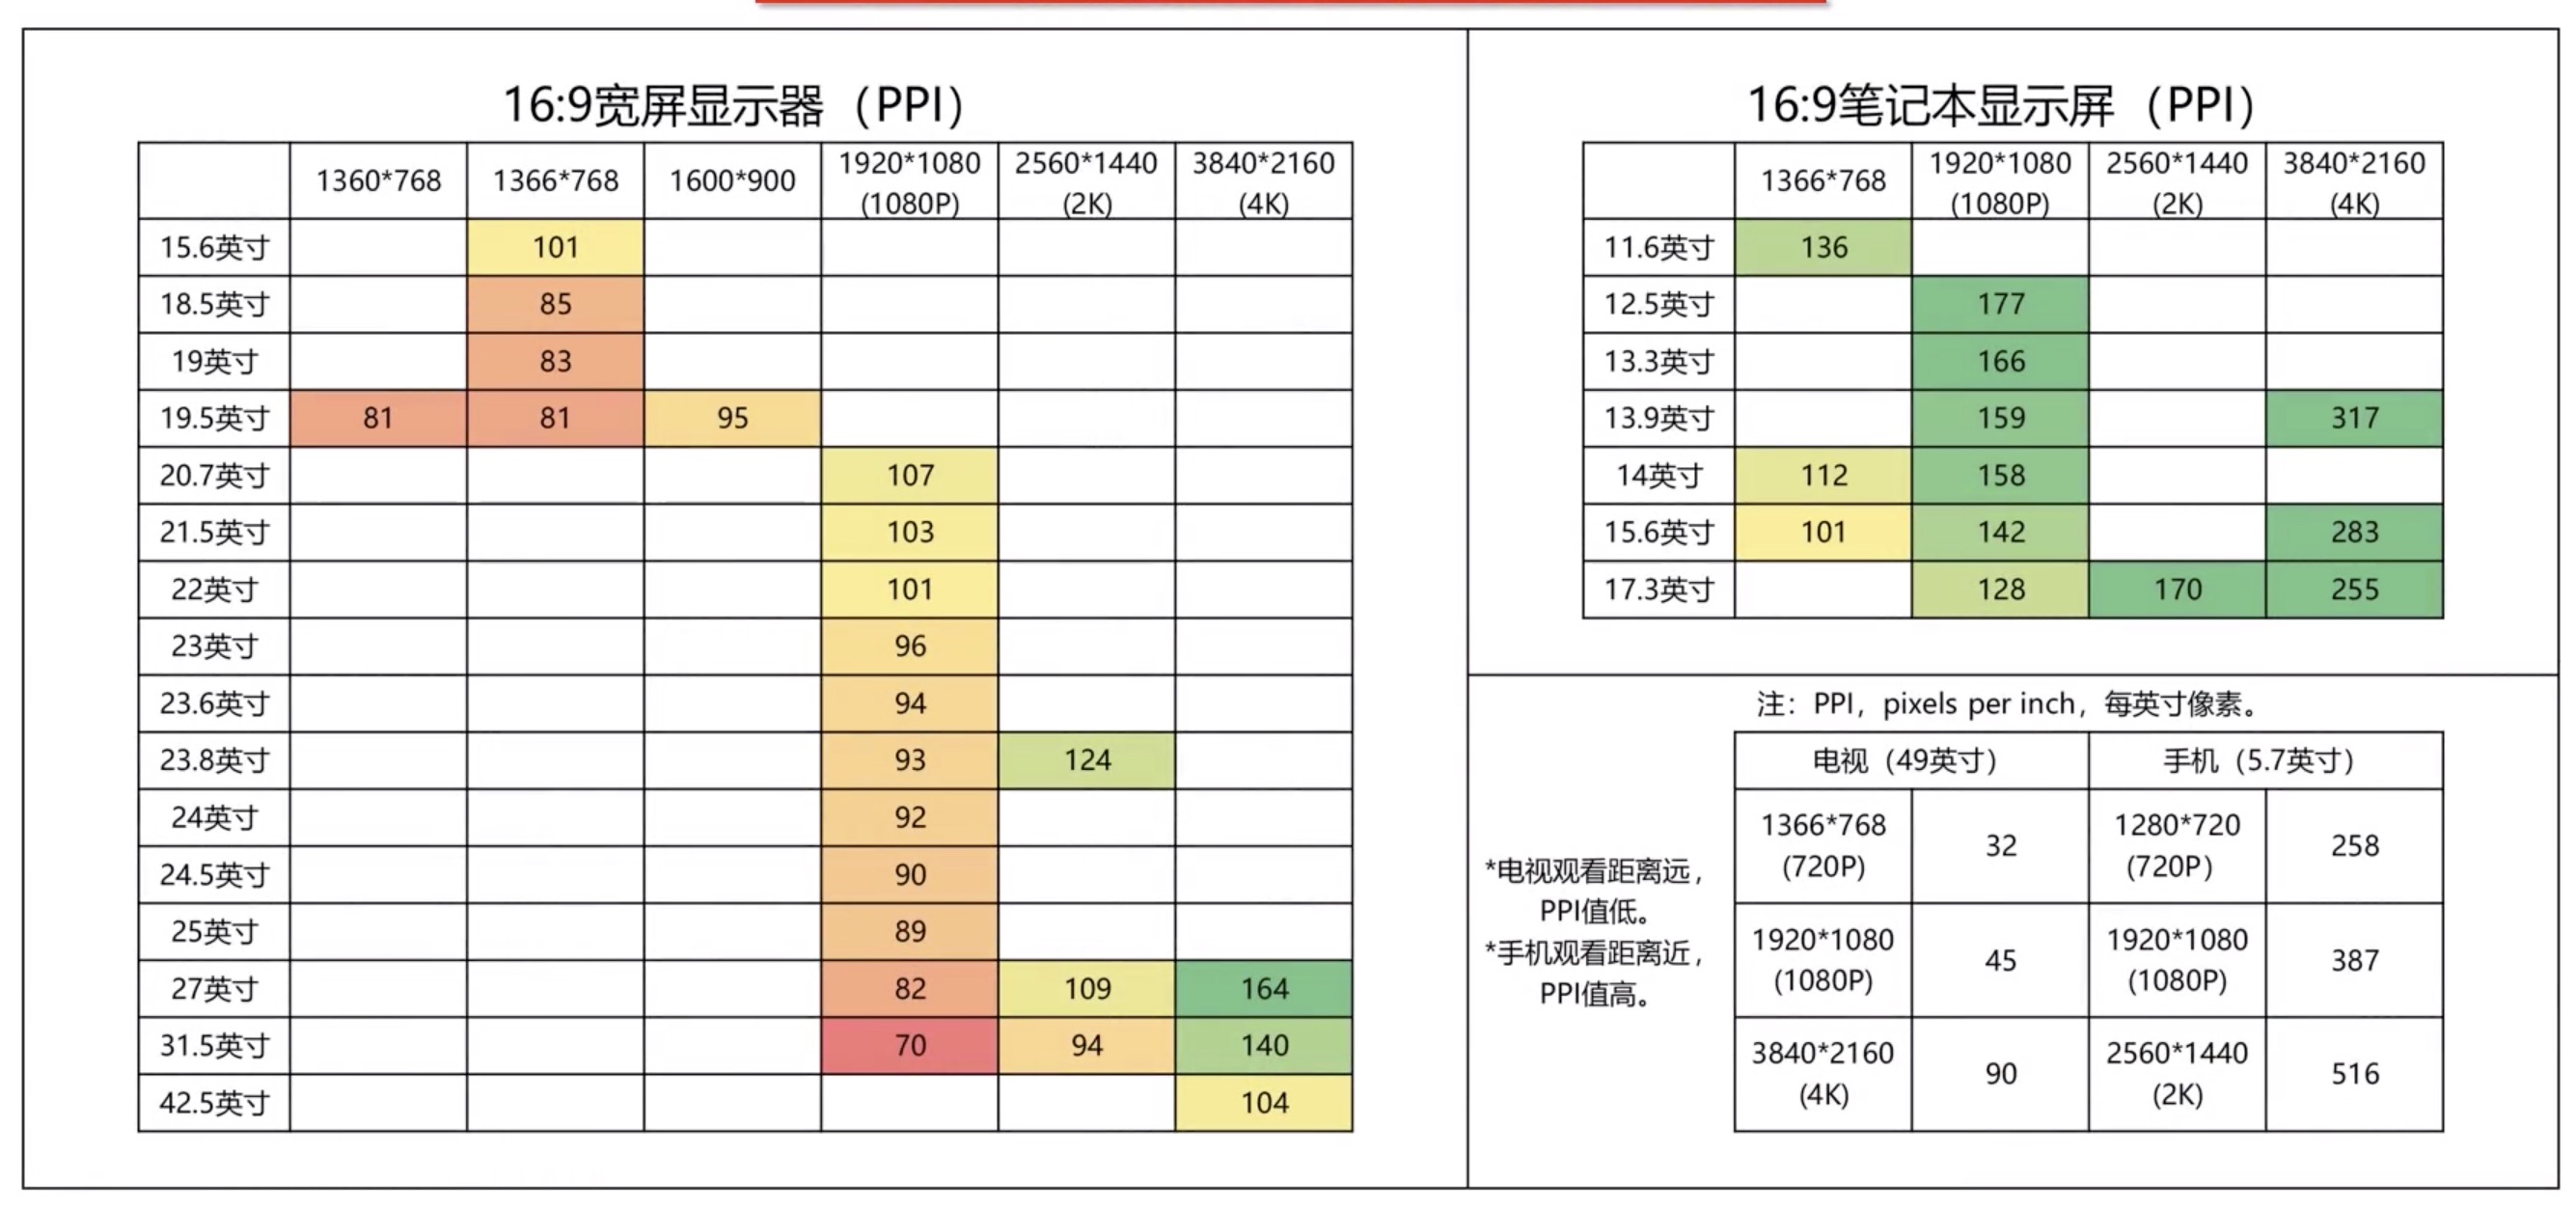 16:9宽屏显示器（PPI）
1360*768 1366*768 1600*900 1920*1080 (1080P) 2560*1440 (2K) 3840*2160 (4K)
15.6英寸 101
18.5英寸 85
19英寸 83
19.5英寸 81 81 95
20.7英寸 107
21.5英寸 103
22英寸 101
23英寸 96
23.6英寸 94
23.8英寸 93 124
24英寸 92
24.5英寸 90
25英寸 89
27英寸 82 109 164
31.5英寸 70 94 140
42.5英寸 104
16:9笔记本显示屏（PPI）
1366*768 1920*1080 (1080P) 2560*1440 (2K) 3840*2160 (4K)
11.6英寸 136
12.5英寸 177
13.3英寸 166
13.9英寸 159 317
14英寸 112 158
15.6英寸 101 142 283
17.3英寸 128 170 255
注：PPI，pixels per inch，每英寸像素。
电视（49英寸） 手机（5.7英寸）
1366*768 (720P) 32 1280*720 (720P) 258
1920*1080 (1080P) 45 1920*1080 (1080P) 387
3840*2160 (4K) 90 2560*1440 (2K) 516
*电视观看距离远，
PPI值低。
*手机观看距离近，
PPI值高。